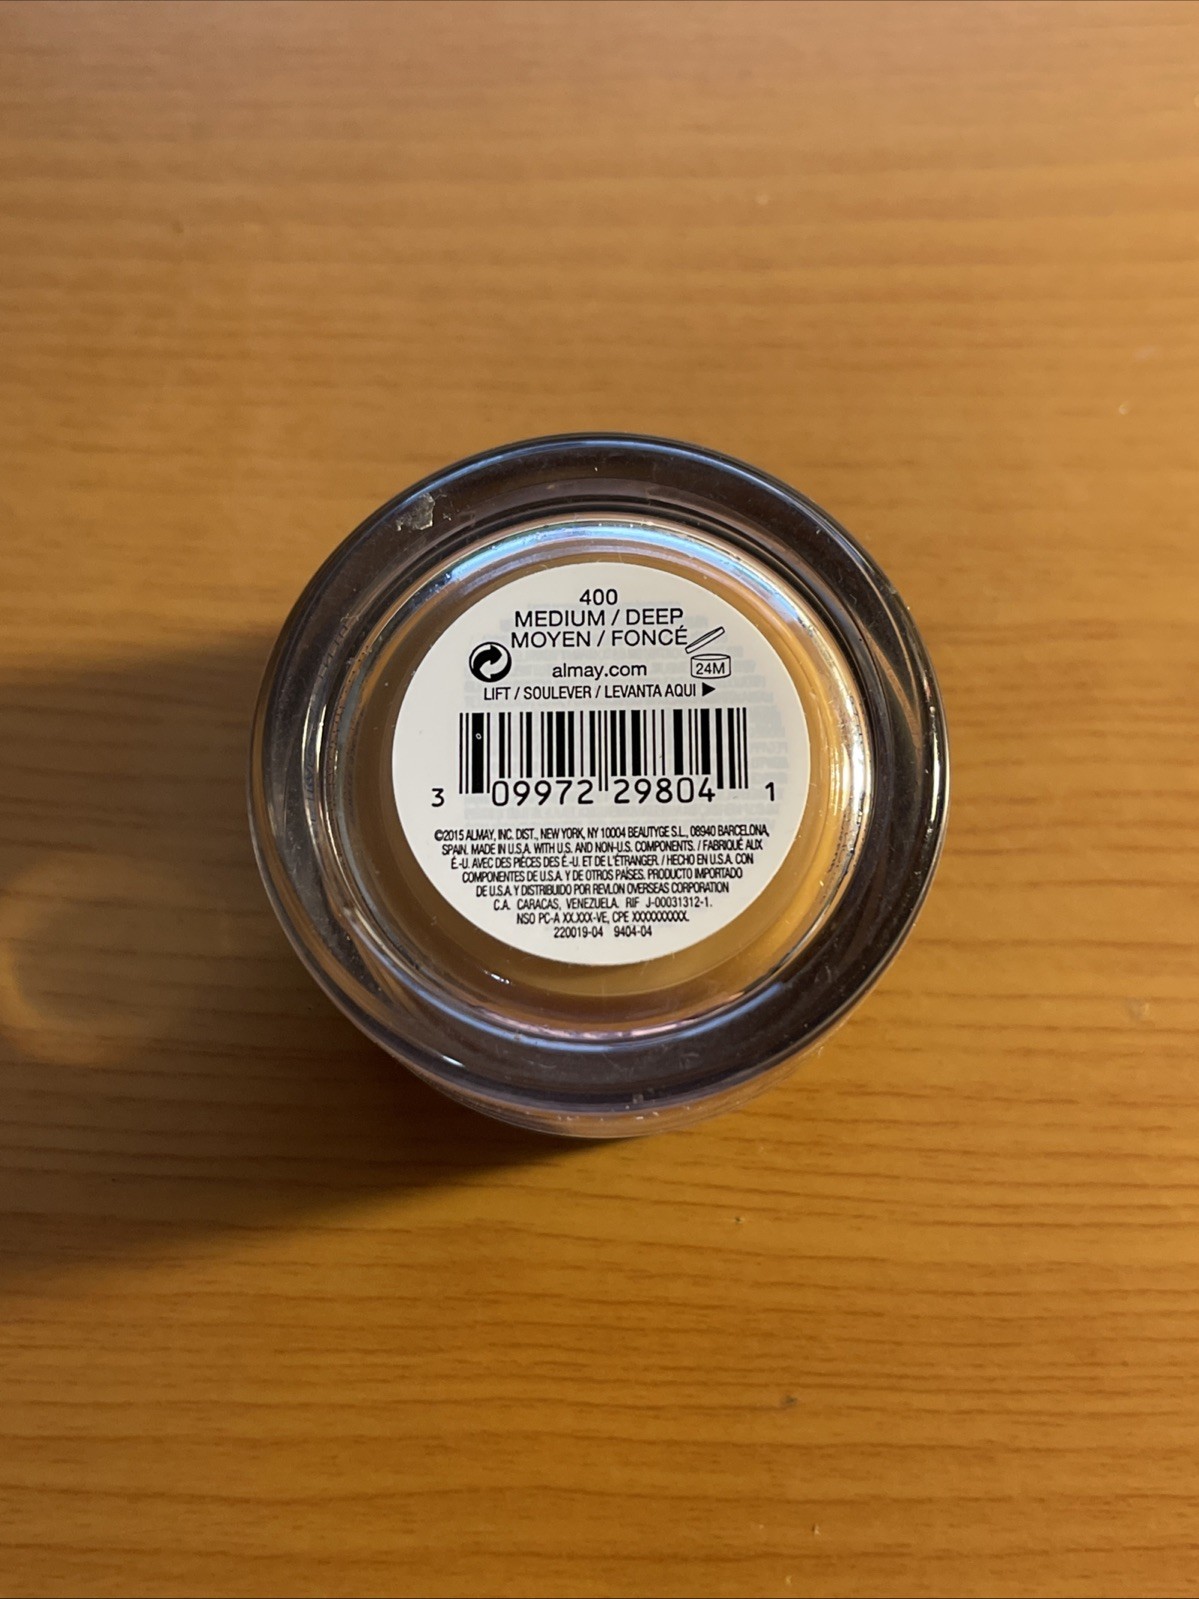 400
MEDIUM / DEEP
MOYEN / FONCÉ
almay.com
24M
LIFT / SOULEVER / LEVANTA AQUI ▶
3 09972 29804 1
©2015 ALMAY, INC. DIST., NEW YORK, NY 10004 BEAUTYGE S.L., 08940 BARCELONA,
SPAIN. MADE IN U.S.A. WITH U.S. AND NON-U.S. COMPONENTS. / FABRIQUÉ AUX
É.-U. AVEC DES PIÈCES DES É.-U. ET DE L'ÉTRANGER. / HECHO EN U.S.A. CON
COMPONENTES DE U.S.A. Y DE OTROS PAÍSES. PRODUCTO IMPORTADO
DE U.S.A. Y DISTRIBUIDO POR REVLON OVERSEAS CORPORATION
C.A. CARACAS, VENEZUELA. RIF J-00031312-1.
NSO PC-A XX.XXX-VE, CPE XXXXXXXXXX.
220019-04 9404-04